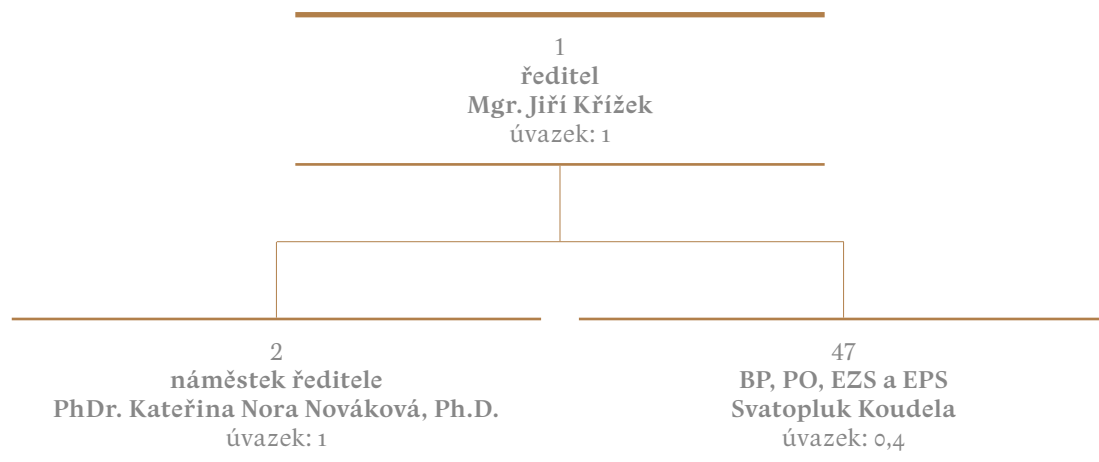 1
ředitel
Mgr. Jiří Křížek
úvazek: 1
2
náměstek ředitele
PhDr. Kateřina Nora Nováková, Ph.D.
úvazek: 1
47
BP, PO, EZS a EPS
Svatopluk Koudela
úvazek: 0,4